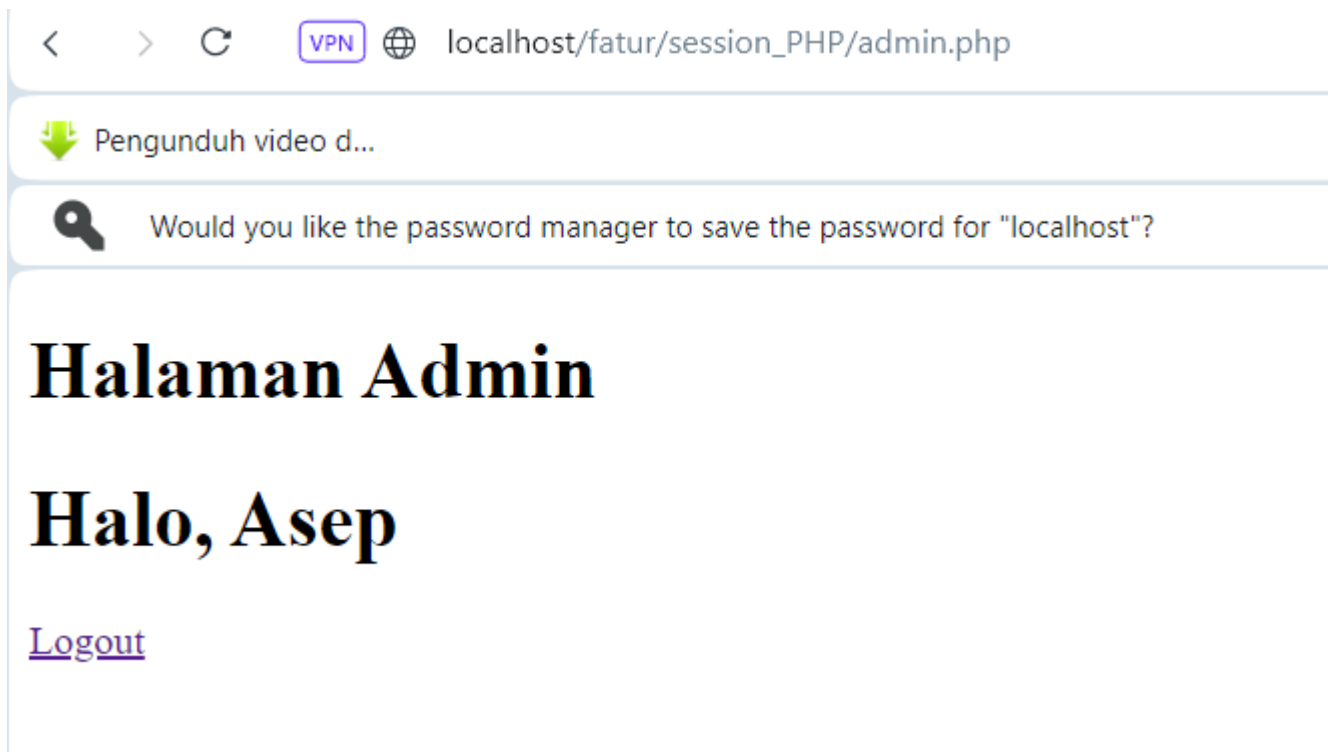 VPN localhost/fatur/session_PHP/admin.php
Pengunduh video d...
Would you like the password manager to save the password for "localhost"?
Halaman Admin
Halo, Asep
Logout